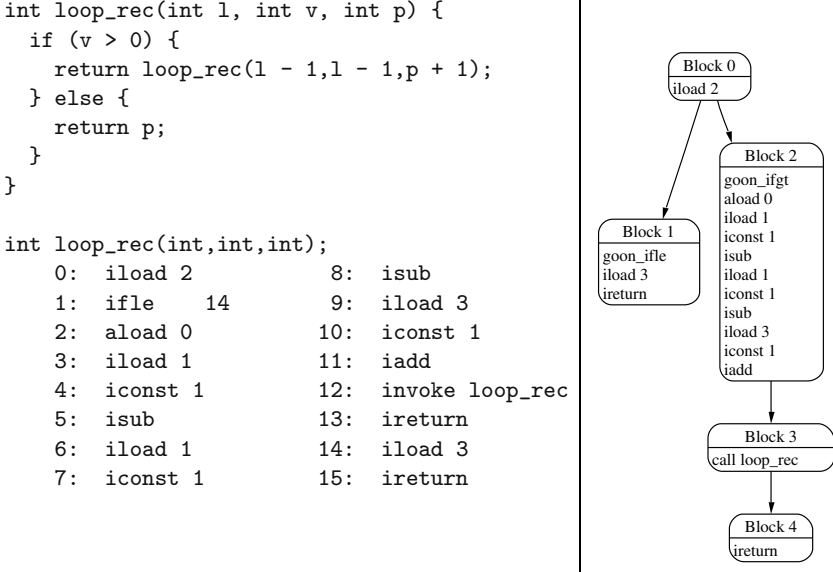 int loop_rec(int l, int v, int p) {
if (v > 0) {
return loop_rec(l - 1,l - 1,p + 1);
} else {
return p;
}
}
int loop_rec(int,int,int);
0: iload 2 8: isub
1: ifle 14 9: iload 3
2: aload 0 10: iconst 1
3: iload 1 11: iadd
4: iconst 1 12: invoke loop_rec
5: isub 13: ireturn
6: iload 1 14: iload 3
7: iconst 1 15: ireturn
Block 0
iload 2
Block 1
goon_ifle
iload 3
ireturn
Block 2
goon_ifgt
aload 0
iload 1
iconst 1
isub
iload 1
iconst 1
isub
iload 3
iconst 1
iadd
Block 3
call loop_rec
Block 4
ireturn